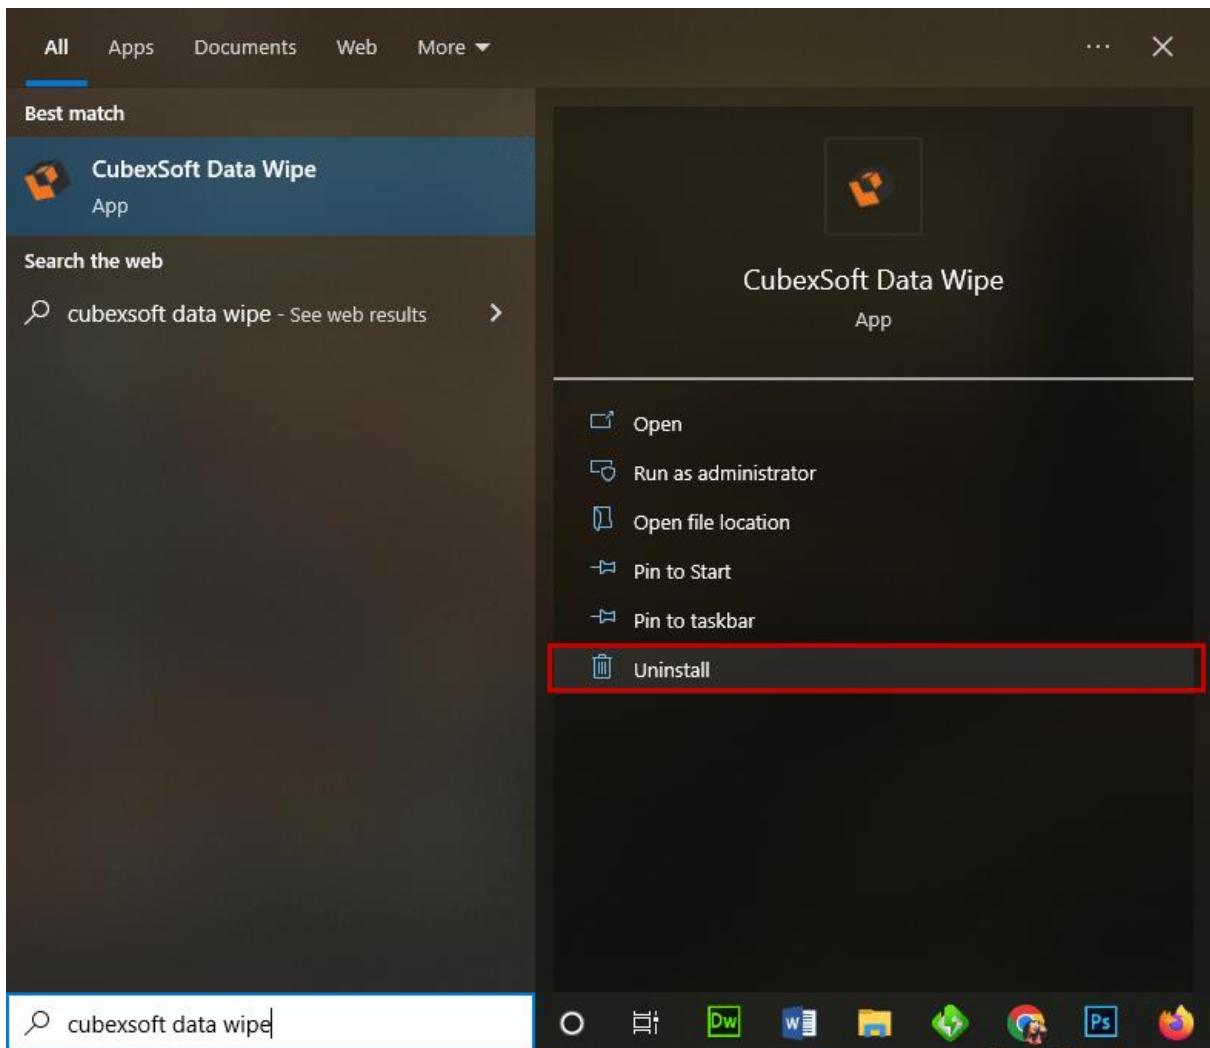 All Apps Documents Web More
Best match
CubexSoft Data Wipe
App
Search the web
cubexsoft data wipe - See web results
CubexSoft Data Wipe
App
Open
Run as administrator
Open file location
Pin to Start
Pin to taskbar
Uninstall
cubexsoft data wipe
Dw
W
Ps